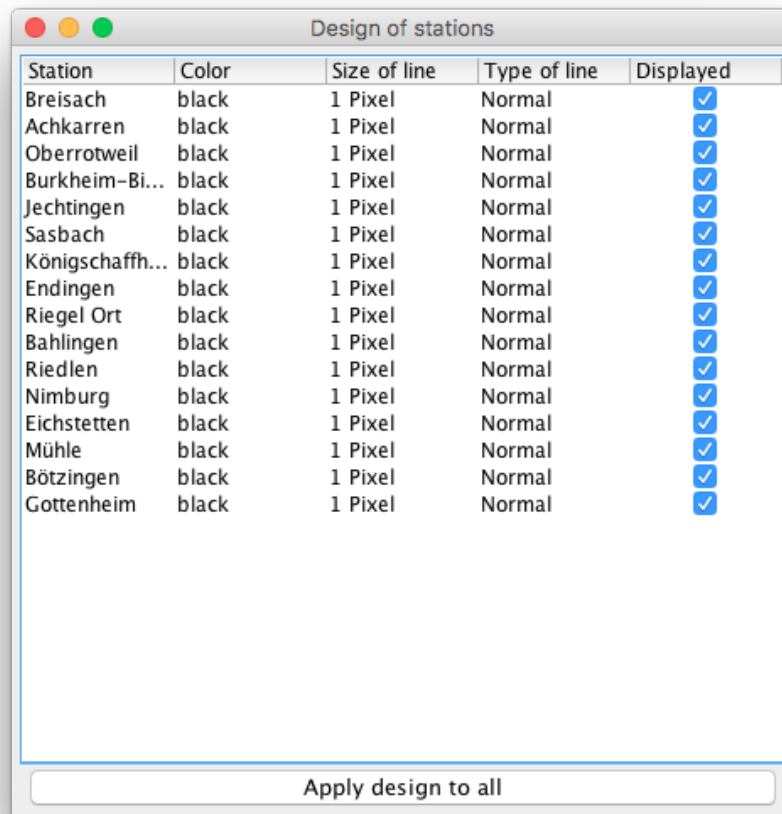 Design of stations
Station Color Size of line Type of line Displayed
Breisach black 1 Pixel Normal
Achkarren black 1 Pixel Normal
Oberrotweil black 1 Pixel Normal
Burkheim-Bi... black 1 Pixel Normal
Jechtingen black 1 Pixel Normal
Sasbach black 1 Pixel Normal
Königschaffh... black 1 Pixel Normal
Endingen black 1 Pixel Normal
Riegel Ort black 1 Pixel Normal
Bahlingen black 1 Pixel Normal
Riedlen black 1 Pixel Normal
Nimburg black 1 Pixel Normal
Eichstetten black 1 Pixel Normal
Mühle black 1 Pixel Normal
Bötzingen black 1 Pixel Normal
Gottenheim black 1 Pixel Normal
Apply design to all